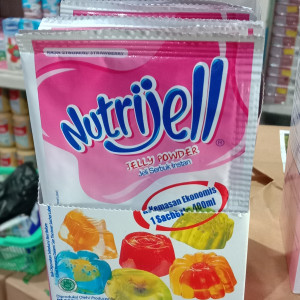 Nutrijell
®
JELLY POWDER
Jeli Serbuk Instan
Kemasan Ekonomis
1 Sachet = 400ml